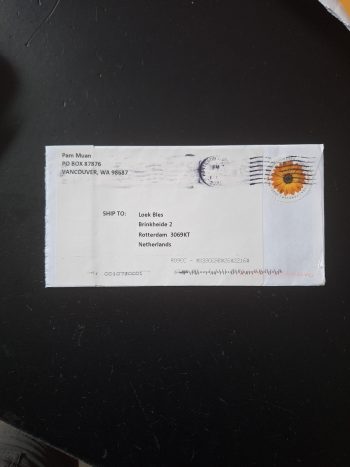 Pam Muan
PO BOX 87876
VANCOUVER, WA 98687
SHIP TO: Loek Bles
Brinkheide 2
Rotterdam 3069KT
Netherlands